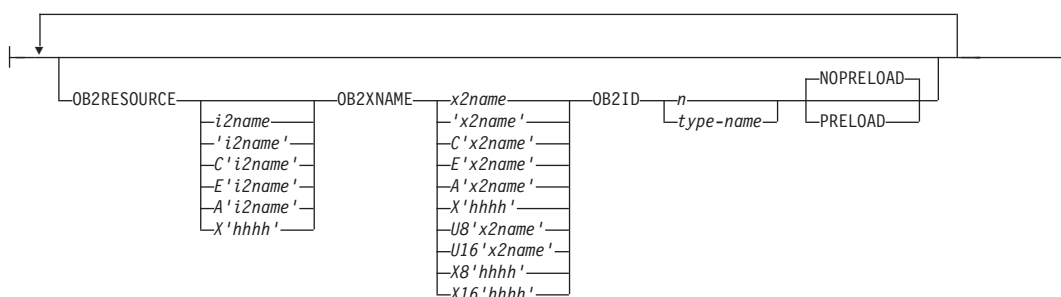 NOPRELOAD
OB2RESOURCE OB2XNAME x2name OB2ID n
i2name 'x2name' type-name PRELOAD
'i2name' C'x2name'
C'i2name' E'x2name'
E'i2name' A'x2name'
A'i2name' X'hhhh'
X'hhhh' U8'x2name'
U16'x2name'
X8'hhhh'
X16'hhhh'